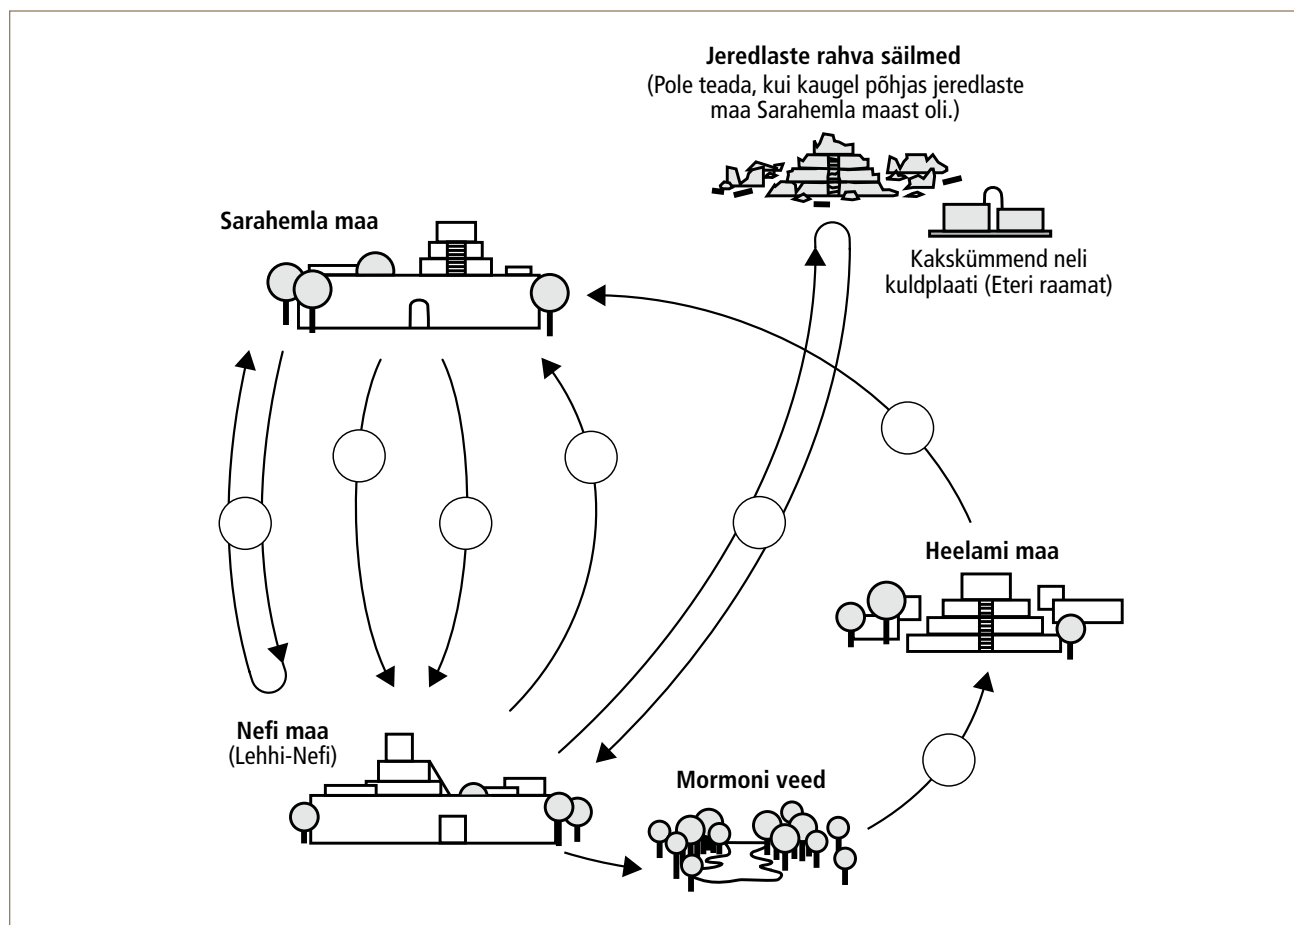 Jeredlaste rahva säilmed
(Pole teada, kui kaugel põhjas jeredlaste
maa Sarahemla maast oli.)
Sarahemla maa
Kakskümmend neli
kuldplaati (Eteri raamat)
Heelami maa
Nefi maa
(Lehhi-Nefi)
Mormoni veed